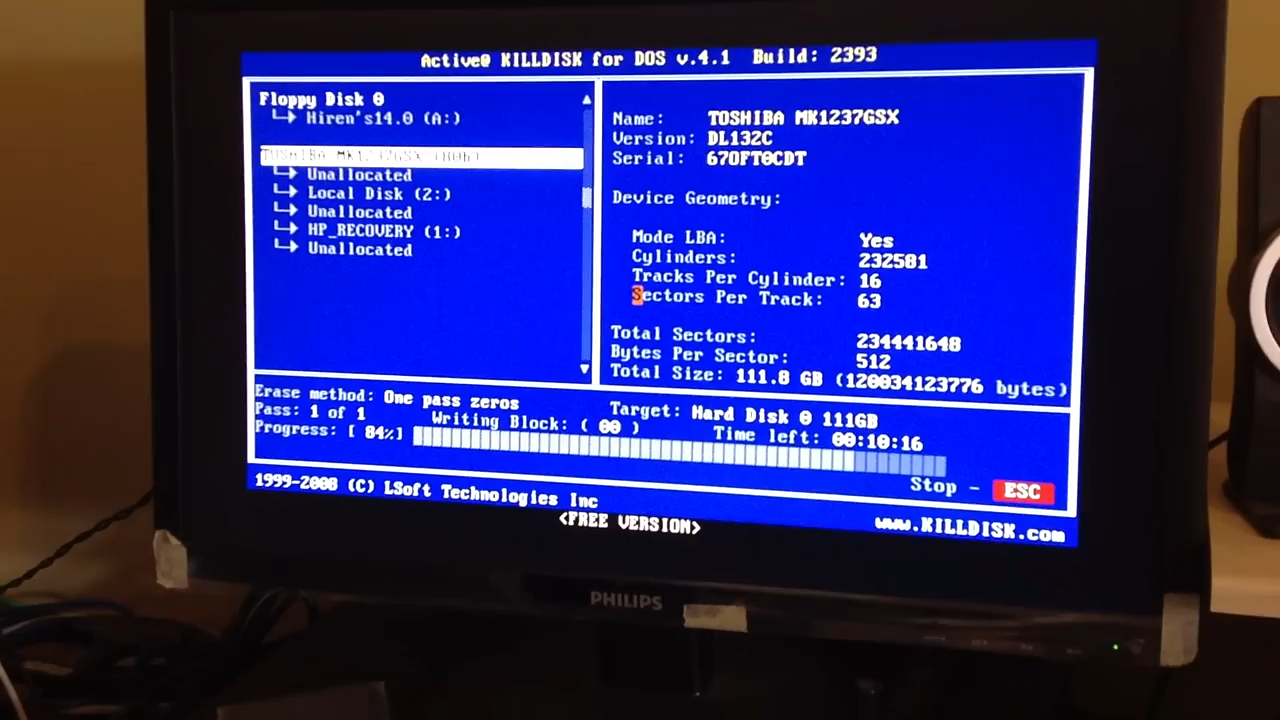 Active@ KILLDISK for DOS v.4.1 Build: 2393
Floppy Disk 0
Hiren's14.0 (A:)
TOSHIBA MK1237GSX (80h)
Unallocated
Local Disk (2:)
Unallocated
HP_RECOVERY (1:)
Unallocated
Name: TOSHIBA MK1237GSX
Version: DL132C
Serial: 670FT0CDT
Device Geometry:
Mode LBA: Yes
Cylinders: 232581
Tracks Per Cylinder: 16
Sectors Per Track: 63
Total Sectors: 234441648
Bytes Per Sector: 512
Total Size: 111.8 GB (120034123776 bytes)
Erase method: One pass zeros
Target: Hard Disk 0 111GB
Pass: 1 of 1 Writing Block: ( 00 ) Time left: 00:10:16
Progress: [ 84%]
Stop - ESC
1999-2008 (C) LSoft Technologies Inc
<FREE VERSION>
www.KILLDISK.com
PHILIPS